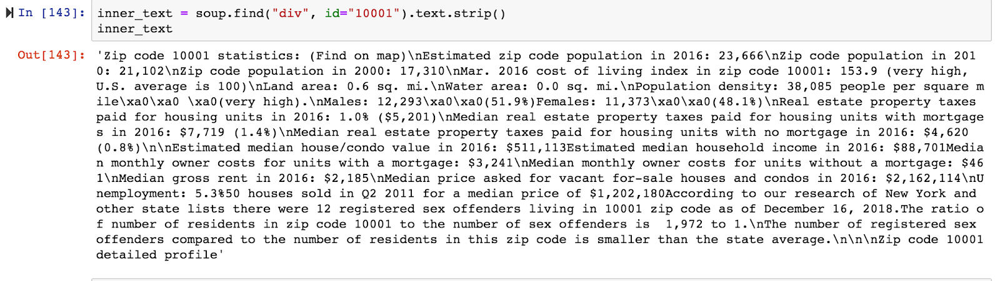 In [143]: inner_text = soup.find("div", id="10001").text.strip()
inner_text
Out[143]: 'Zip code 10001 statistics: (Find on map)\nEstimated zip code population in 2016: 23,666\nZip code population in 201
0: 21,102\nZip code population in 2000: 17,310\nMar. 2016 cost of living index in zip code 10001: 153.9 (very high,
U.S. average is 100)\nLand area: 0.6 sq. mi.\nWater area: 0.0 sq. mi.\nPopulation density: 38,085 people per square m
ile\xa0\xa0 \xa0(very high).\nMales: 12,293\xa0\xa0(51.9%)Females: 11,373\xa0\xa0(48.1%)\nReal estate property taxes
paid for housing units in 2016: 1.0% ($5,201)\nMedian real estate property taxes paid for housing units with mortgage
s in 2016: $7,719 (1.4%)\nMedian real estate property taxes paid for housing units with no mortgage in 2016: $4,620
(0.8%)\n\nEstimated median house/condo value in 2016: $511,113Estimated median household income in 2016: $88,701Media
n monthly owner costs for units with a mortgage: $3,241\nMedian monthly owner costs for units without a mortgage: $46
1\nMedian gross rent in 2016: $2,185\nMedian price asked for vacant for-sale houses and condos in 2016: $2,162,114\nU
nemployment: 5.3%50 houses sold in Q2 2011 for a median price of $1,202,180According to our research of New York and
other state lists there were 12 registered sex offenders living in 10001 zip code as of December 16, 2018.The ratio o
f number of residents in zip code 10001 to the number of sex offenders is  1,972 to 1.\nThe number of registered sex
offenders compared to the number of residents in this zip code is smaller than the state average.\n\n\nZip code 10001
detailed profile'